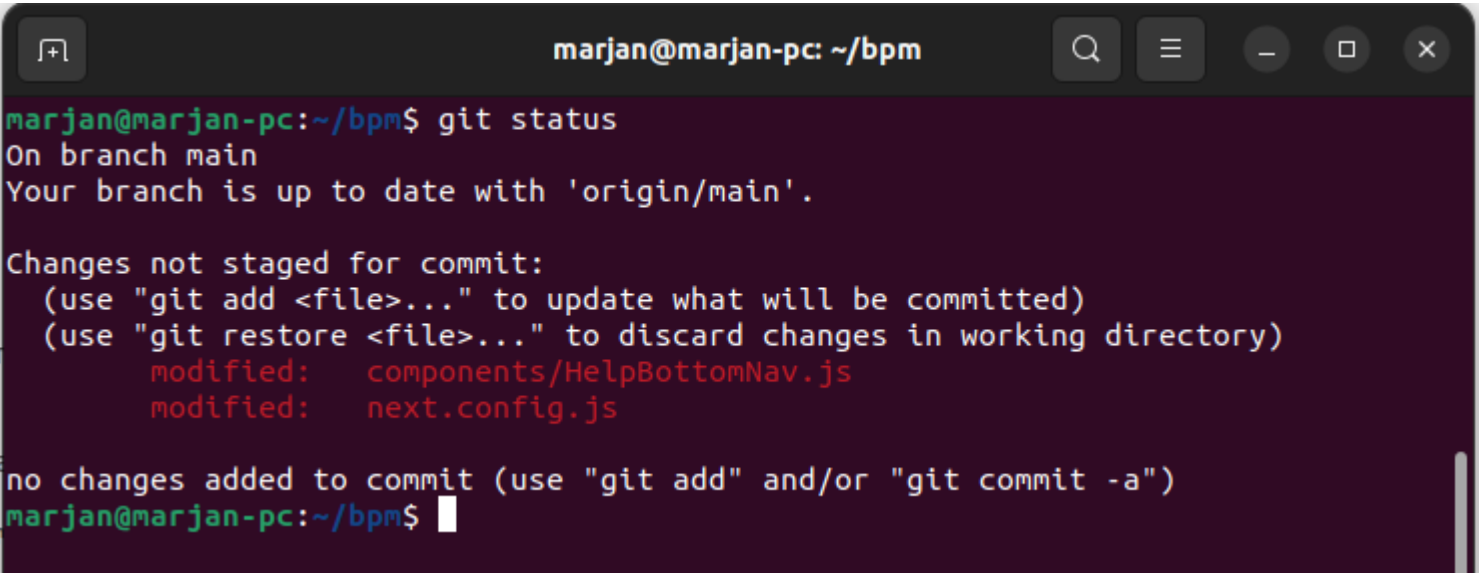 marjan@marjan-pc: ~/bpm
marjan@marjan-pc:~/bpm$ git status
On branch main
Your branch is up to date with 'origin/main'.
Changes not staged for commit:
  (use "git add <file>..." to update what will be committed)
  (use "git restore <file>..." to discard changes in working directory)
        modified:   components/HelpBottomNav.js
        modified:   next.config.js
no changes added to commit (use "git add" and/or "git commit -a")
marjan@marjan-pc:~/bpm$